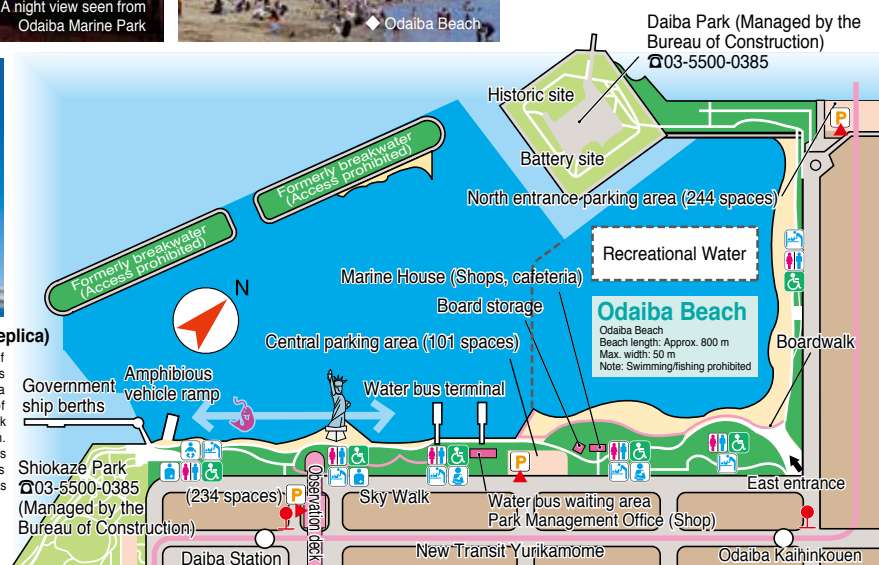 A night view seen from
Odaiba Marine Park
◆ Odaiba Beach
Daiba Park (Managed by the
Bureau of Construction)
☎03-5500-0385
Historic site
Battery site
P
Formerly breakwater
(Access prohibited)
Formerly breakwater
(Access prohibited)
North entrance parking area (244 spaces)
Recreational Water
N
Marine House (Shops, cafeteria)
Board storage
Odaiba Beach
Odaiba Beach
Beach length: Approx. 800 m
Max. width: 50 m
Note: Swimming/fishing prohibited
eplica)
Central parking area (101 spaces)
Boardwalk
Government
ship berths
Amphibious
vehicle ramp
Water bus terminal
Shiokaze Park
☎03-5500-0385
(Managed by the
Bureau of Construction)
(234 spaces)
P
Observation deck
Sky Walk
P
Water bus waiting area
Park Management Office (Shop)
East entrance
Daiba Station
New Transit Yurikamome
Odaiba Kaihinkouen